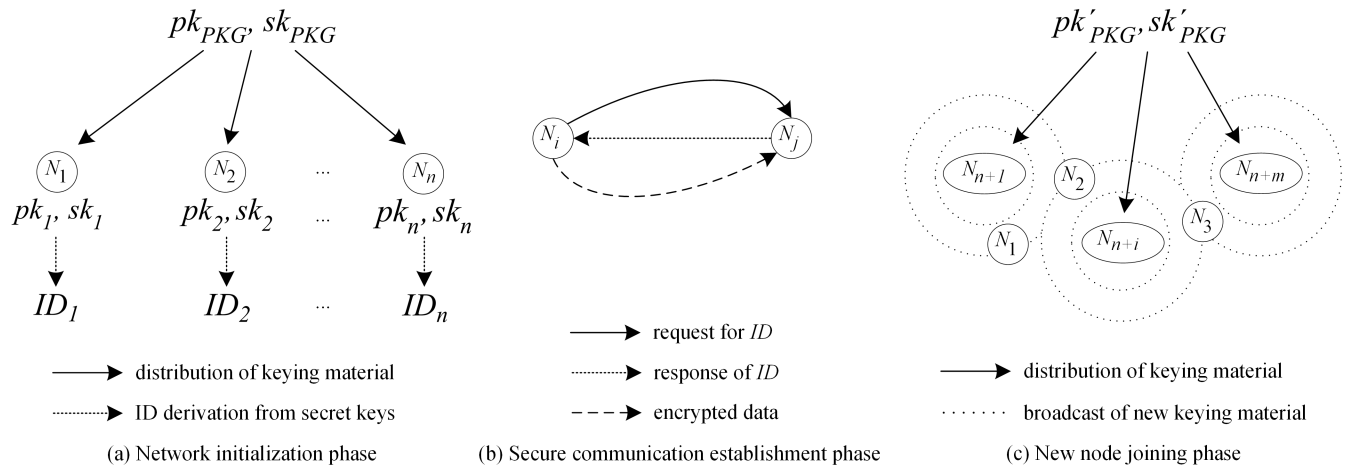 pk_PKG, sk_PKG
N_1 N_2 ... N_n
pk_1, sk_1 pk_2, sk_2 ... pk_n, sk_n
ID_1 ID_2 ... ID_n
distribution of keying material
ID derivation from secret keys
(a) Network initialization phase
N_i N_j
request for ID
response of ID
encrypted data
(b) Secure communication establishment phase
pk′_PKG, sk′_PKG
N_n+1 N_2 N_n+m
N_1 N_n+i N_3
distribution of keying material
broadcast of new keying material
(c) New node joining phase